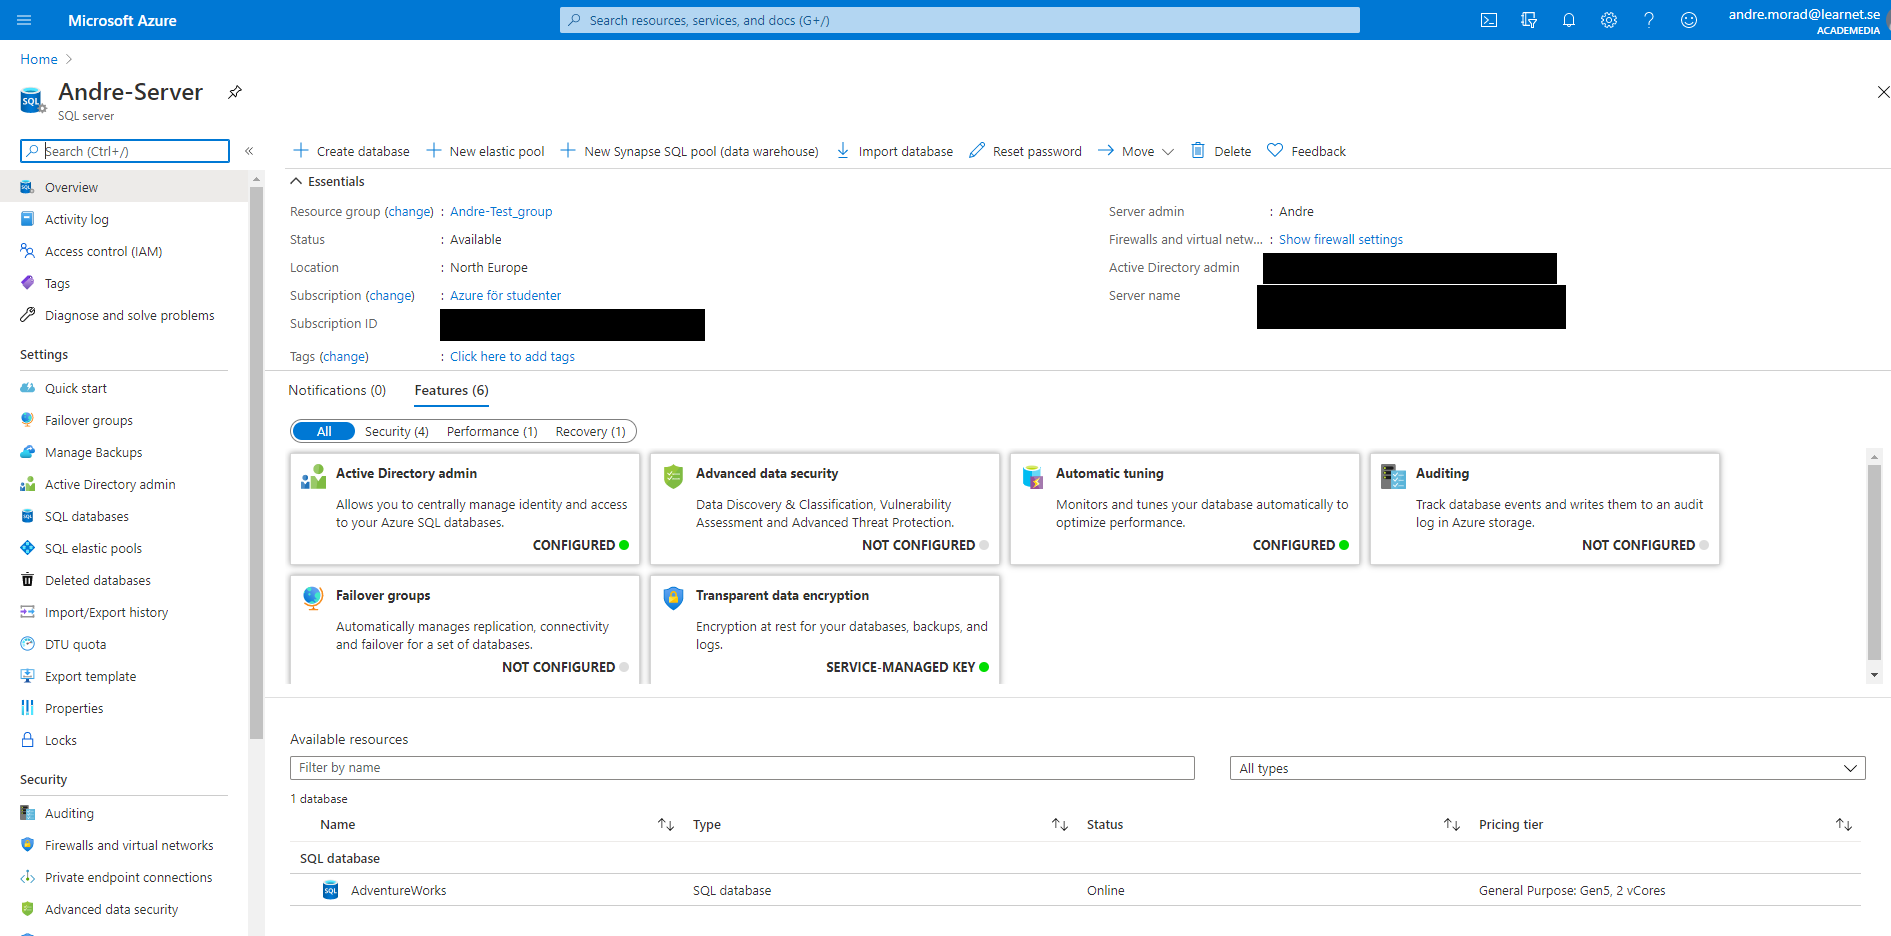 Microsoft Azure
Search resources, services, and docs (G+/)
andre.morad@learnet.se
ACADEMEDIA
Home
Andre-Server
SQL server
Search (Ctrl+/)
Overview
Activity log
Access control (IAM)
Tags
Diagnose and solve problems
Settings
Quick start
Failover groups
Manage Backups
Active Directory admin
SQL databases
SQL elastic pools
Deleted databases
Import/Export history
DTU quota
Export template
Properties
Locks
Security
Auditing
Firewalls and virtual networks
Private endpoint connections
Advanced data security
Create database New elastic pool New Synapse SQL pool (data warehouse) Import database Reset password Move Delete Feedback
Essentials
Resource group (change) : Andre-Test_group
Status : Available
Location : North Europe
Subscription (change) : Azure för studenter
Subscription ID
Tags (change) : Click here to add tags
Server admin : Andre
Firewalls and virtual netw... : Show firewall settings
Active Directory admin
Server name
Notifications (0) Features (6)
All Security (4) Performance (1) Recovery (1)
Active Directory admin
Allows you to centrally manage identity and access
to your Azure SQL databases.
CONFIGURED
Advanced data security
Data Discovery & Classification, Vulnerability
Assessment and Advanced Threat Protection.
NOT CONFIGURED
Automatic tuning
Monitors and tunes your database automatically to
optimize performance.
CONFIGURED
Auditing
Track database events and writes them to an audit
log in Azure storage.
NOT CONFIGURED
Failover groups
Automatically manages replication, connectivity
and failover for a set of databases.
NOT CONFIGURED
Transparent data encryption
Encryption at rest for your databases, backups, and
logs.
SERVICE-MANAGED KEY
Available resources
Filter by name
All types
1 database
Name Type Status Pricing tier
SQL database
AdventureWorks SQL database Online General Purpose: Gen5, 2 vCores